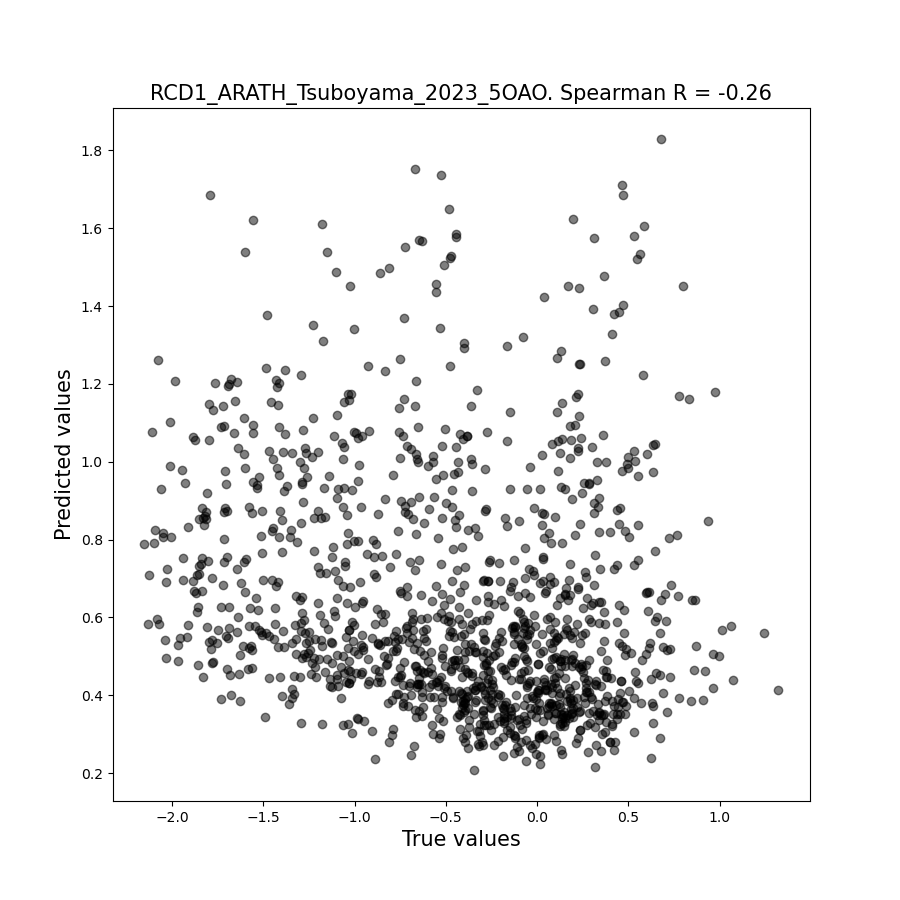 RCD1_ARATH_Tsuboyama_2023_5OAO. Spearman R = -0.26
Predicted values
1.8
1.6
1.4
1.2
1.0
0.8
0.6
0.4
0.2
−2.0 −1.5 −1.0 −0.5 0.0 0.5 1.0
True values